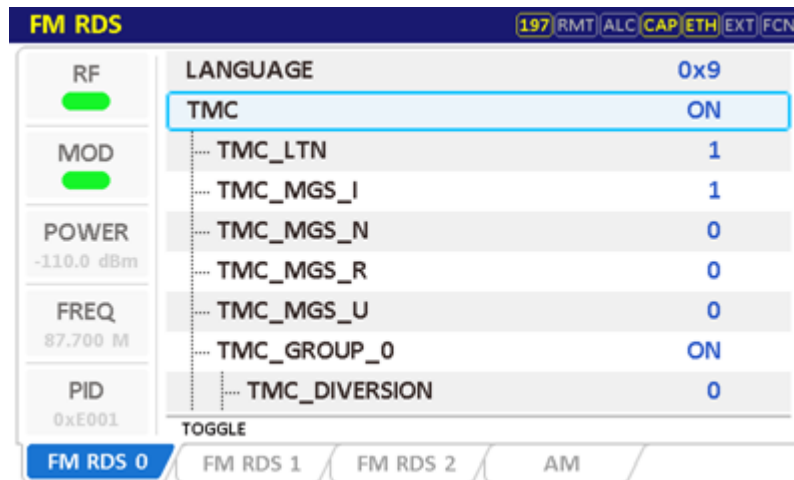 FM RDS
197 RMT ALC CAP ETH EXT FCN
RF
MOD
POWER
-110.0 dBm
FREQ
87.700 M
PID
0xE001
LANGUAGE 0x9
TMC ON
TMC_LTN 1
TMC_MGS_I 1
TMC_MGS_N 0
TMC_MGS_R 0
TMC_MGS_U 0
TMC_GROUP_0 ON
TMC_DIVERSION 0
TOGGLE
FM RDS 0 FM RDS 1 FM RDS 2 AM